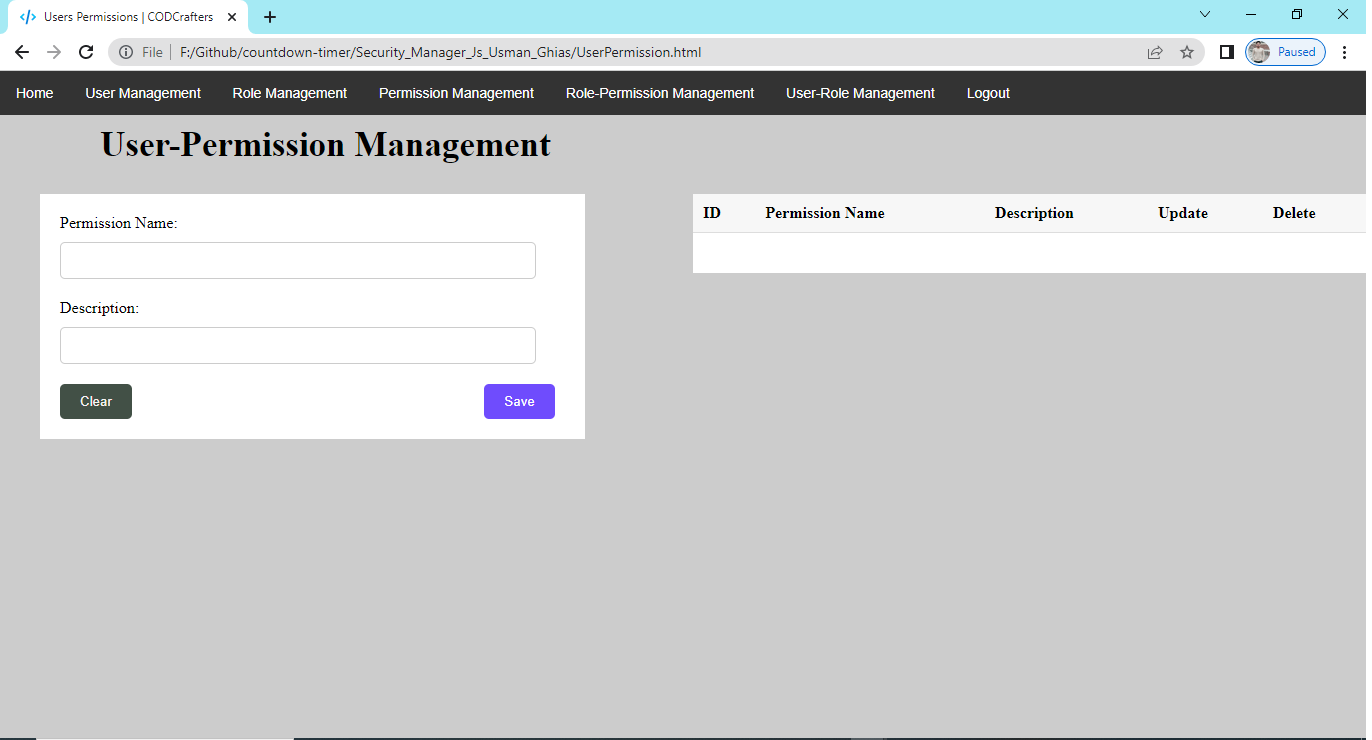 Users Permissions | CODCrafters
File F:/Github/countdown-timer/Security_Manager_Js_Usman_Ghias/UserPermission.html Paused
Home User Management Role Management Permission Management Role-Permission Management User-Role Management Logout
User-Permission Management
Permission Name:
Description:
Clear Save
ID Permission Name Description Update Delete